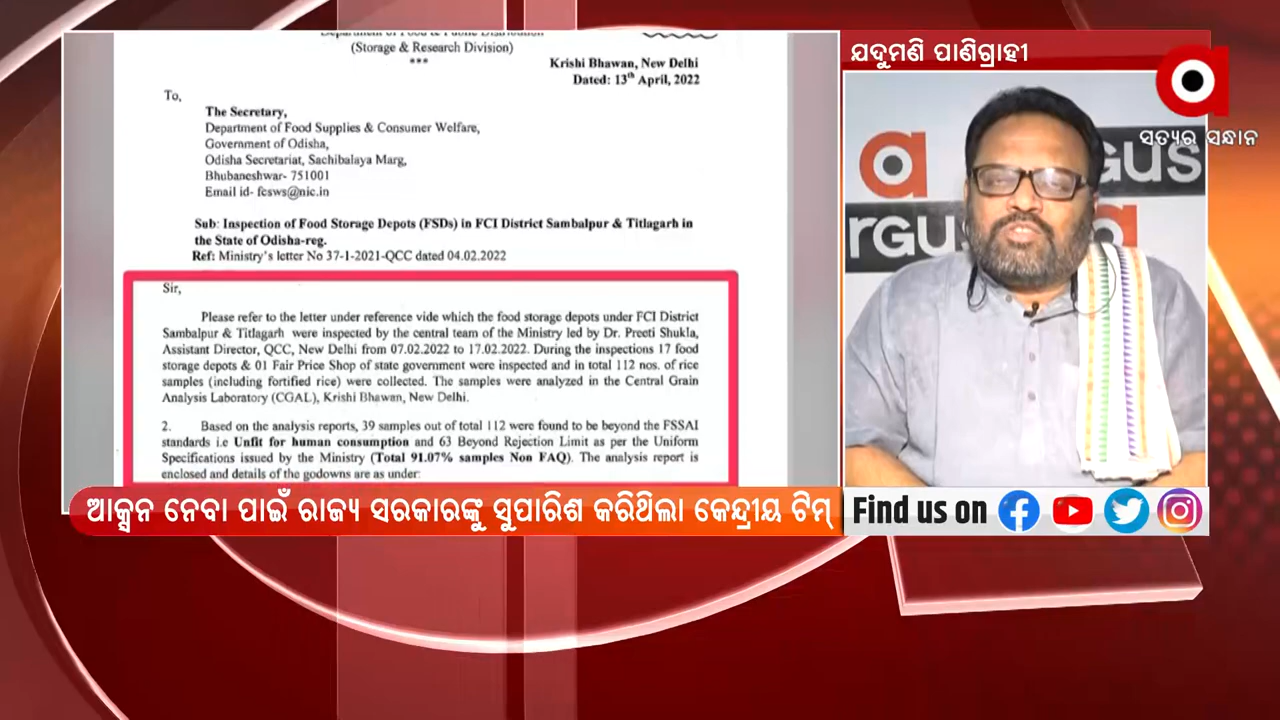 Department of Food & Public Distribution
(Storage & Research Division)
***
Krishi Bhawan, New Delhi
Dated: 13th April, 2022
To,
The Secretary,
Department of Food Supplies & Consumer Welfare,
Government of Odisha,
Odisha Secretariat, Sachibalaya Marg,
Bhubaneshwar- 751001
Email id- fcsws@nic.in
Sub: Inspection of Food Storage Depots (FSDs) in FCI District Sambalpur & Titlagarh in
the State of Odisha-reg.
Ref: Ministry's letter No 37-1-2021-QCC dated 04.02.2022
Sir,
Please refer to the letter under reference vide which the food storage depots under FCI District
Sambalpur & Titlagarh were inspected by the central team of the Ministry led by Dr. Preeti Shukla,
Assistant Director, QCC, New Delhi from 07.02.2022 to 17.02.2022. During the inspections 17 food
storage depots & 01 Fair Price Shop of state government were inspected and in total 112 nos. of rice
samples (including fortified rice) were collected. The samples were analyzed in the Central Grain
Analysis Laboratory (CGAL), Krishi Bhawan, New Delhi.
2. Based on the analysis reports, 39 samples out of total 112 were found to be beyond the FSSAI
standards i.e Unfit for human consumption and 63 Beyond Rejection Limit as per the Uniform
Specifications issued by the Ministry (Total 91.07% samples Non FAQ). The analysis report is
enclosed and details of the godowns are as under:
ଆକ୍ସନ ନେବା ପାଇଁ ରାଜ୍ୟ ସରକାରଙ୍କୁ ସୁପାରିଶ କରିଥିଲା କେନ୍ଦ୍ରୀୟ ଟିମ୍
ଯଦୁମଣି ପାଣିଗ୍ରାହୀ
ସତ୍ୟର ସନ୍ଧାନ
a
rGUS
GUS
Find us on